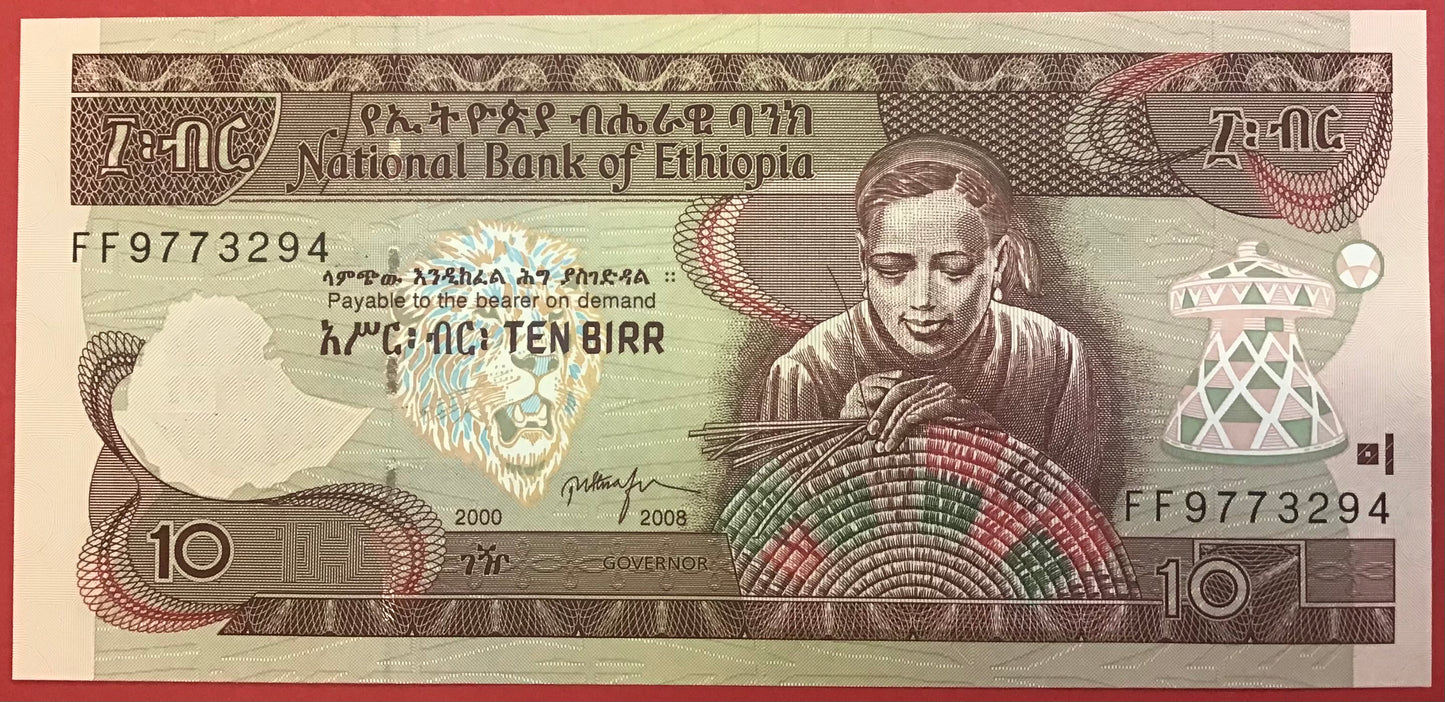 የኢትዮጵያ ብሔራዊ ባንክ
National Bank of Ethiopia
፲፡ብር
፲፡ብር
FF9773294
ላምጭው እንዲከፈል ሕግ ያስገድዳል ።
Payable to the bearer on demand
አሥር፡ብር፡ TEN BIRR
2000 2008
10
ገዥ GOVERNOR
FF9773294
10